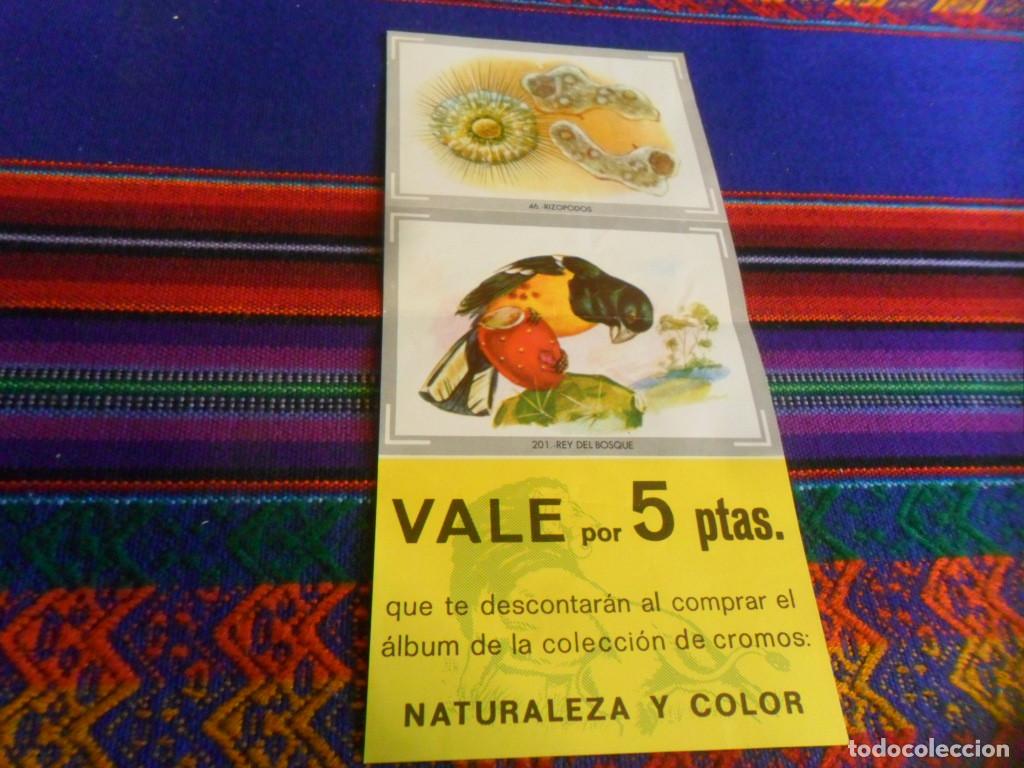 46.-RIZOPODOS
201.-REY DEL BOSQUE
VALE por 5 ptas.
que te descontarán al comprar el
álbum de la colección de cromos:
NATURALEZA Y COLOR
todocoleccion